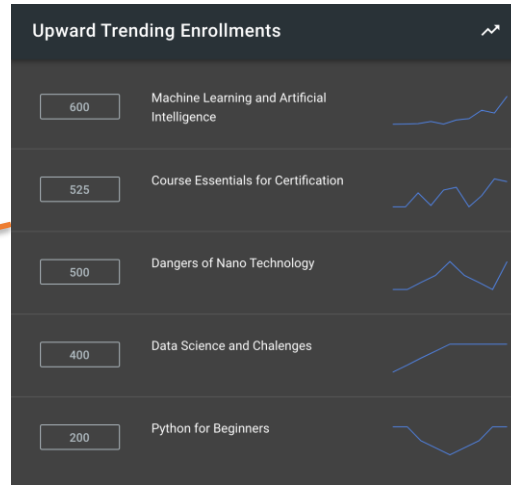 Upward Trending Enrollments
600
Machine Learning and Artificial
Intelligence
525
Course Essentials for Certification
500
Dangers of Nano Technology
400
Data Science and Chalenges
200
Python for Beginners